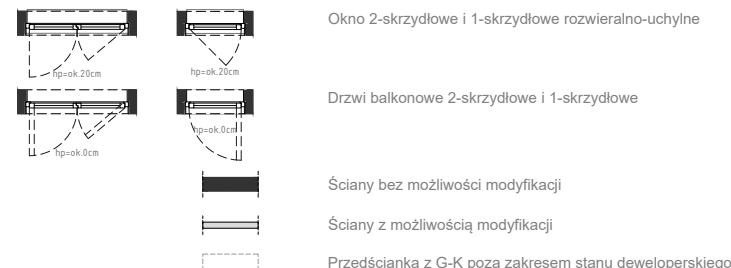 Okno 2-skrzydłowe i 1-skrzydłowe rozwieralno-uchylne
hp=ok.20cm
hp=ok.20cm
Drzwi balkonowe 2-skrzydłowe i 1-skrzydłowe
hp=ok.0cm
hp=ok.0cm
Ściany bez możliwości modyfikacji
Ściany z możliwością modyfikacji
Przedścianka z G-K poza zakresem stanu deweloperskiego